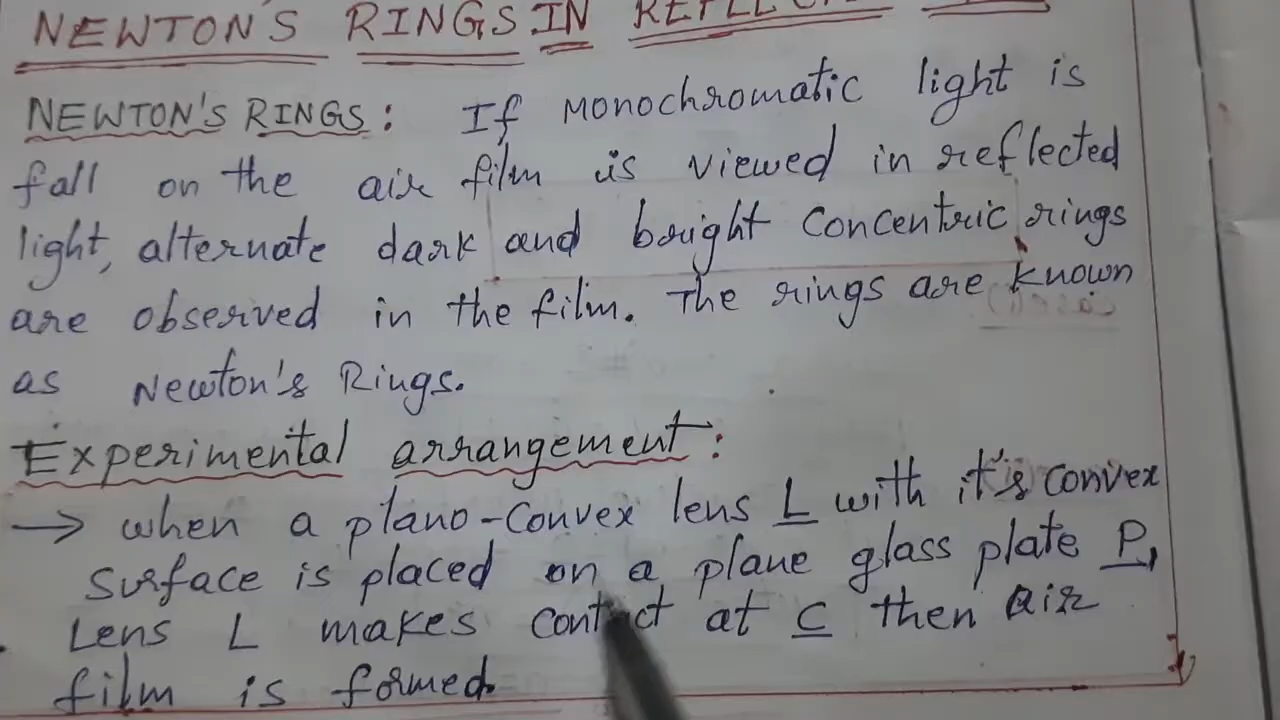 NEWTON'S RINGS IN
NEWTON'S RINGS: If Monochromatic light is
fall on the air film is viewed in reflected
light, alternate dark and bright concentric rings
are observed in the film. The rings are known
as Newton's Rings.
Experimental arrangement:
→ when a plano-convex lens L with it's convex
surface is placed on a plane glass plate P,
Lens L makes contact at C then air
film is formed.